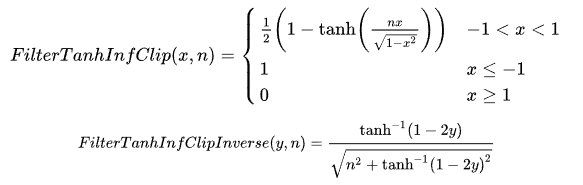 FilterTanhInfClip(x, n) = { 1/2 (1 − tanh(nx/√(1−x²))) −1 < x < 1
1 x ≤ −1
0 x ≥ 1
FilterTanhInfClipInverse(y, n) = tanh⁻¹(1 − 2y) / √(n² + tanh⁻¹(1 − 2y)²)